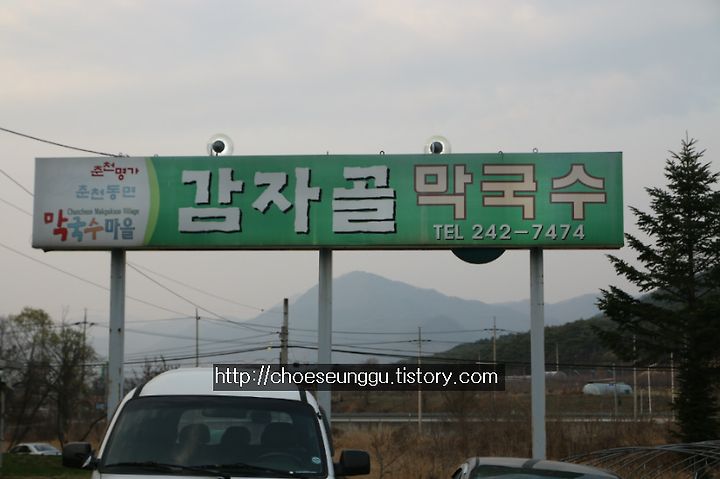 춘천명가
춘천동면
Chuncheon Makguksoo Village
막국수마을
감자골 막국수
TEL 242-7474
http://choeseunggu.tistory.com